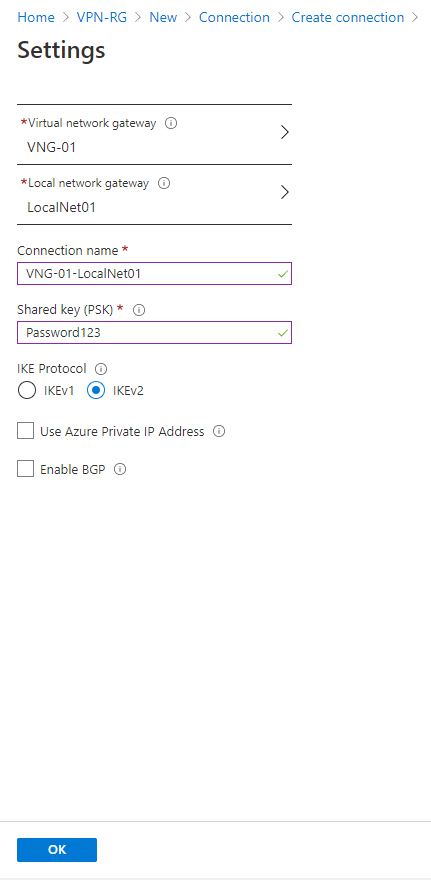 Home > VPN-RG > New > Connection > Create connection >
Settings
*Virtual network gateway
VNG-01
*Local network gateway
LocalNet01
Connection name *
VNG-01-LocalNet01
Shared key (PSK) *
Password123
IKE Protocol
IKEv1 IKEv2
Use Azure Private IP Address
Enable BGP
OK